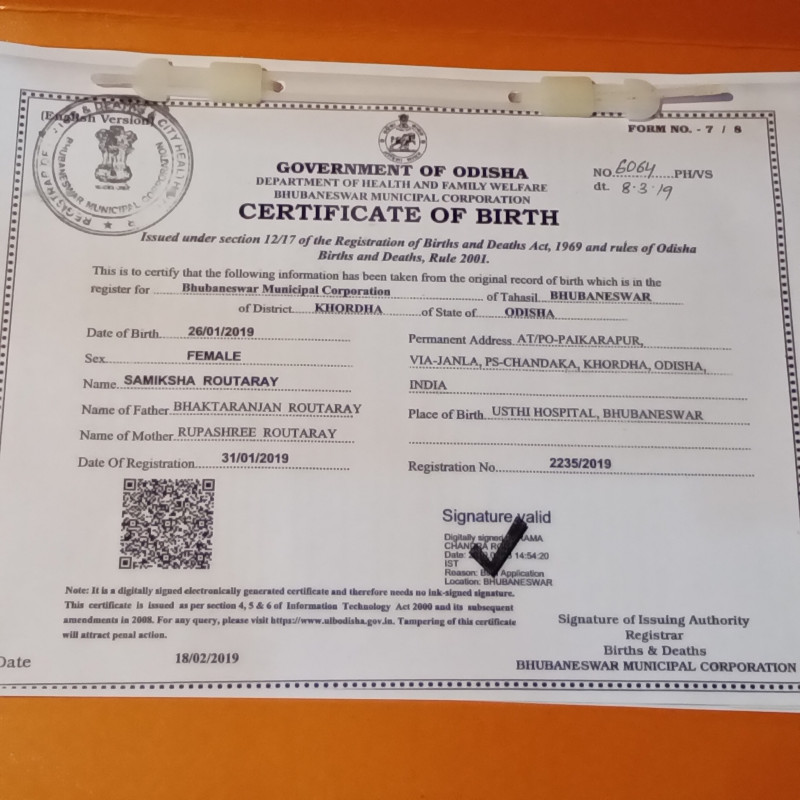 [English Version]
FORM NO. - 7 / 8
GOVERNMENT OF ODISHA
DEPARTMENT OF HEALTH AND FAMILY WELFARE
BHUBANESWAR MUNICIPAL CORPORATION
CERTIFICATE OF BIRTH
NO. 6064 PH/VS
dt. 8.3.19
Issued under section 12/17 of the Registration of Births and Deaths Act, 1969 and rules of Odisha
Births and Deaths, Rule 2001.
This is to certify that the following information has been taken from the original record of birth which is in the
register for Bhubaneswar Municipal Corporation of Tahasil BHUBANESWAR
of District KHORDHA of State of ODISHA
Date of Birth 26/01/2019
Sex FEMALE
Name SAMIKSHA ROUTARAY
Name of Father BHAKTARANJAN ROUTARAY
Name of Mother RUPASHREE ROUTARAY
Date Of Registration 31/01/2019
Permanent Address AT/PO-PAIKARAPUR,
VIA-JANLA, PS-CHANDAKA, KHORDHA, ODISHA,
INDIA
Place of Birth USTHI HOSPITAL, BHUBANESWAR
Registration No. 2235/2019
Signature valid
Digitally signed RAMA
CHANDRA
Date: 14:54:20
IST
Reason: Application
Location: BHUBANESWAR
Note: It is a digitally signed electronically generated certificate and therefore needs no ink-signed signature.
This certificate is issued as per section 4, 5 & 6 of Information Technology Act 2000 and its subsequent
amendments in 2008. For any query, please visit https://www.ulbodisha.gov.in. Tampering of this certificate
will attract penal action.
Date 18/02/2019
Signature of Issuing Authority
Registrar
Births & Deaths
BHUBANESWAR MUNICIPAL CORPORATION